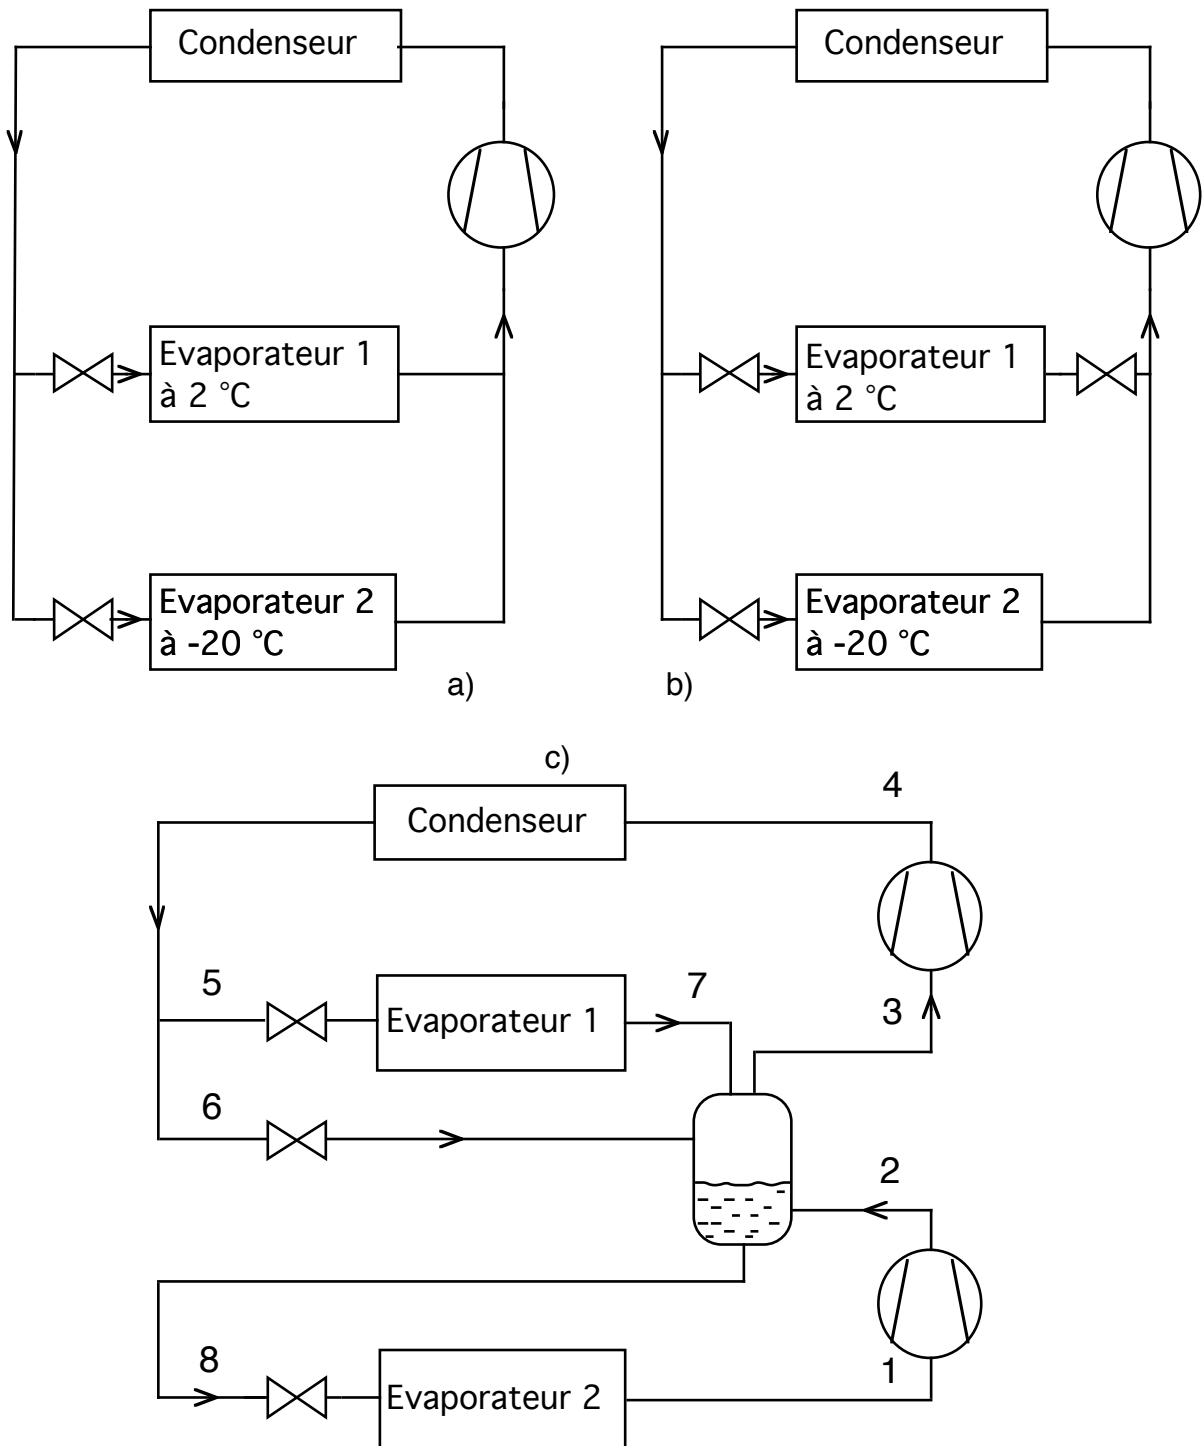 Condenseur
Evaporateur 1
à 2 °C
Evaporateur 2
à -20 °C
a)
Condenseur
Evaporateur 1
à 2 °C
Evaporateur 2
à -20 °C
b)
c)
Condenseur
4
5
Evaporateur 1
7
3
6
2
8
Evaporateur 2
1